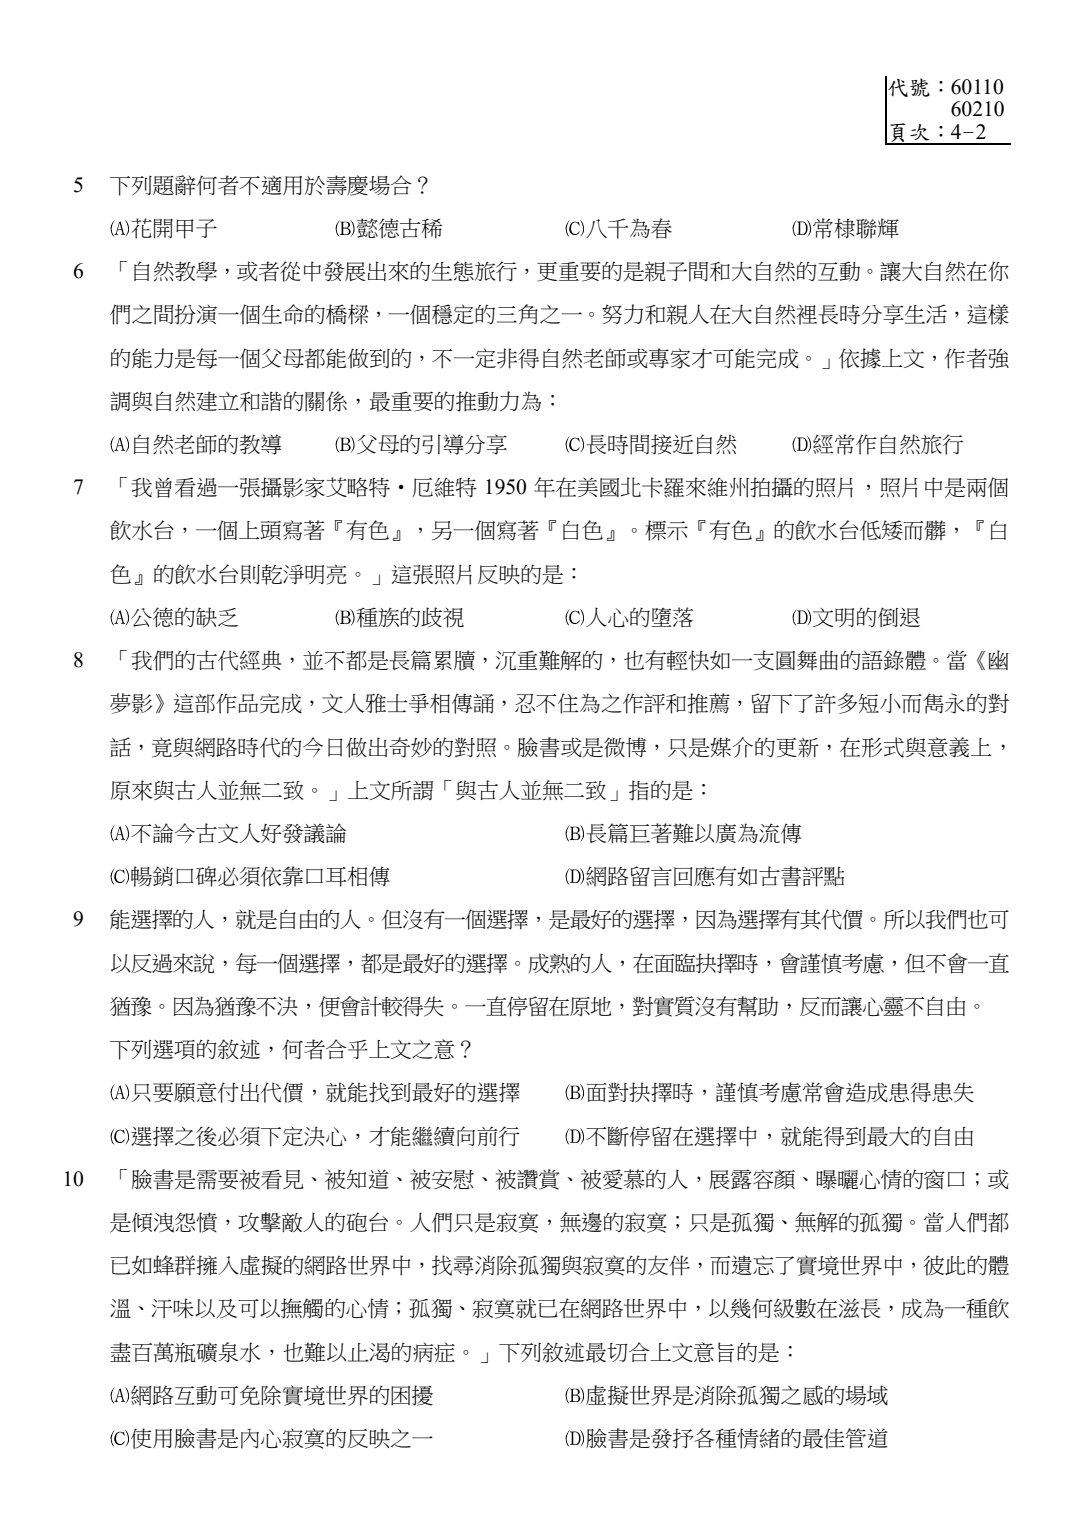 代號：60110
60210
頁次：4-2
5 下列題辭何者不適用於壽慶場合？
(A)花開甲子 (B)懿德古稀 (C)八千為春 (D)常棣聯輝
6 「自然教學，或者從中發展出來的生態旅行，更重要的是親子間和大自然的互動。讓大自然在你
們之間扮演一個生命的橋樑，一個穩定的三角之一。努力和親人在大自然裡長時分享生活，這樣
的能力是每一個父母都能做到的，不一定非得自然老師或專家才可能完成。」依據上文，作者強
調與自然建立和諧的關係，最重要的推動力為：
(A)自然老師的教導 (B)父母的引導分享 (C)長時間接近自然 (D)經常作自然旅行
7 「我曾看過一張攝影家艾略特‧厄維特 1950 年在美國北卡羅來維州拍攝的照片，照片中是兩個
飲水台，一個上頭寫著『有色』，另一個寫著『白色』。標示『有色』的飲水台低矮而髒，『白
色』的飲水台則乾淨明亮。」這張照片反映的是：
(A)公德的缺乏 (B)種族的歧視 (C)人心的墮落 (D)文明的倒退
8 「我們的古代經典，並不都是長篇累牘，沉重難解的，也有輕快如一支圓舞曲的語錄體。當《幽
夢影》這部作品完成，文人雅士爭相傳誦，忍不住為之作評和推薦，留下了許多短小而雋永的對
話，竟與網路時代的今日做出奇妙的對照。臉書或是微博，只是媒介的更新，在形式與意義上，
原來與古人並無二致。」上文所謂「與古人並無二致」指的是：
(A)不論今古文人好發議論 (B)長篇巨著難以廣為流傳
(C)暢銷口碑必須依靠口耳相傳 (D)網路留言回應有如古書評點
9 能選擇的人，就是自由的人。但沒有一個選擇，是最好的選擇，因為選擇有其代價。所以我們也可
以反過來說，每一個選擇，都是最好的選擇。成熟的人，在面臨抉擇時，會謹慎考慮，但不會一直
猶豫。因為猶豫不決，便會計較得失。一直停留在原地，對實質沒有幫助，反而讓心靈不自由。
下列選項的敘述，何者合乎上文之意？
(A)只要願意付出代價，就能找到最好的選擇 (B)面對抉擇時，謹慎考慮常會造成患得患失
(C)選擇之後必須下定決心，才能繼續向前行 (D)不斷停留在選擇中，就能得到最大的自由
10 「臉書是需要被看見、被知道、被安慰、被讚賞、被愛慕的人，展露容顏、曝曬心情的窗口；或
是傾洩怨憤，攻擊敵人的砲台。人們只是寂寞，無邊的寂寞；只是孤獨、無解的孤獨。當人們都
已如蜂群擁入虛擬的網路世界中，找尋消除孤獨與寂寞的友伴，而遺忘了實境世界中，彼此的體
溫、汗味以及可以撫觸的心情；孤獨、寂寞就已在網路世界中，以幾何級數在滋長，成為一種飲
盡百萬瓶礦泉水，也難以止渴的病症。」下列敘述最切合上文意旨的是：
(A)網路互動可免除實境世界的困擾 (B)虛擬世界是消除孤獨之感的場域
(C)使用臉書是內心寂寞的反映之一 (D)臉書是發抒各種情緒的最佳管道